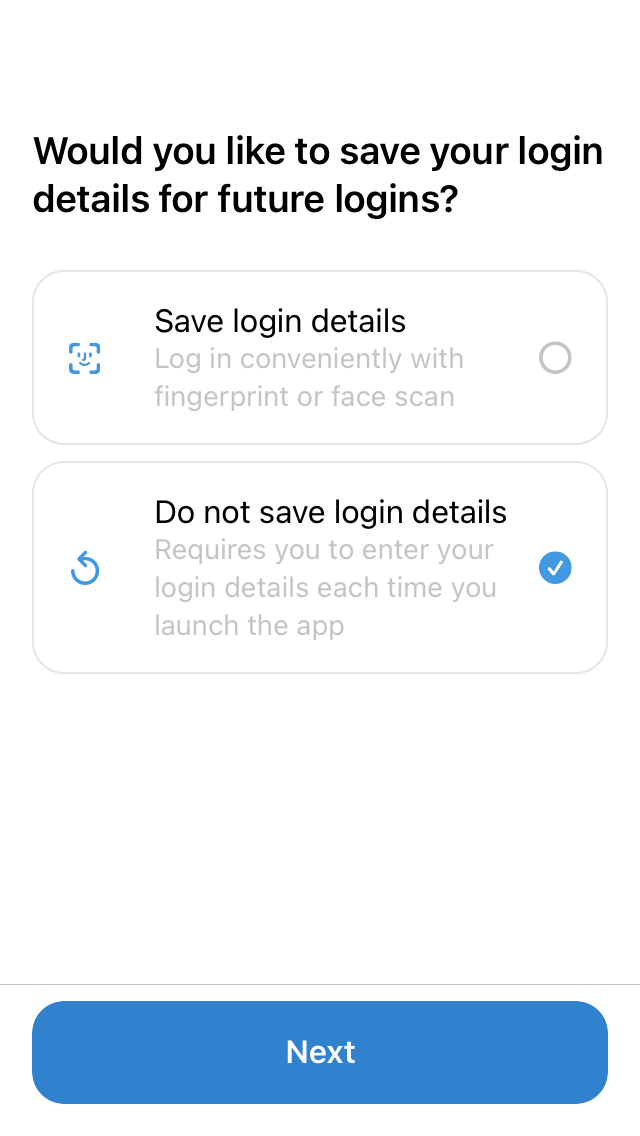 Would you like to save your login
details for future logins?
Save login details
Log in conveniently with
fingerprint or face scan
Do not save login details
Requires you to enter your
login details each time you
launch the app
Next